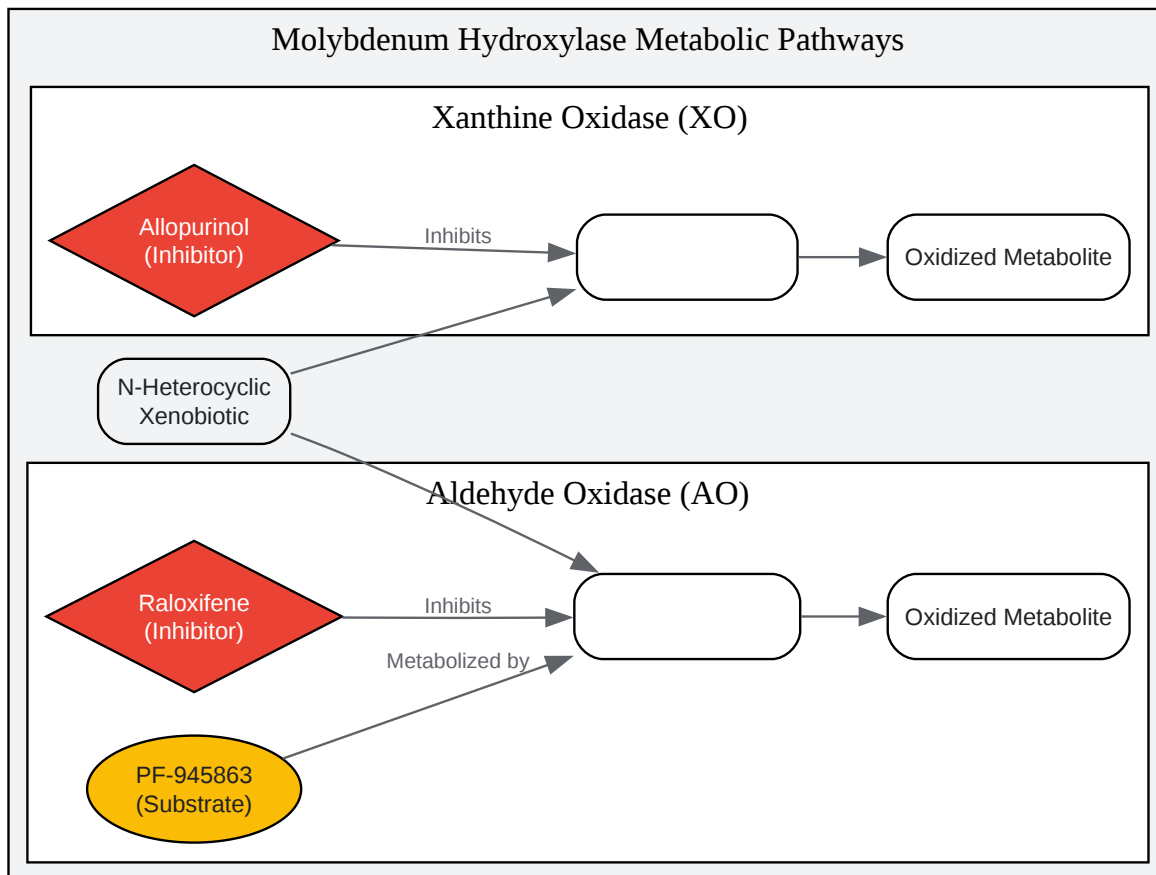 Molybdenum Hydroxylase Metabolic Pathways
Xanthine Oxidase (XO)
Allopurinol
(Inhibitor)
Inhibits
Oxidized Metabolite
N-Heterocyclic
Xenobiotic
Aldehyde Oxidase (AO)
Raloxifene
(Inhibitor)
Inhibits
Oxidized Metabolite
Metabolized by
PF-945863
(Substrate)